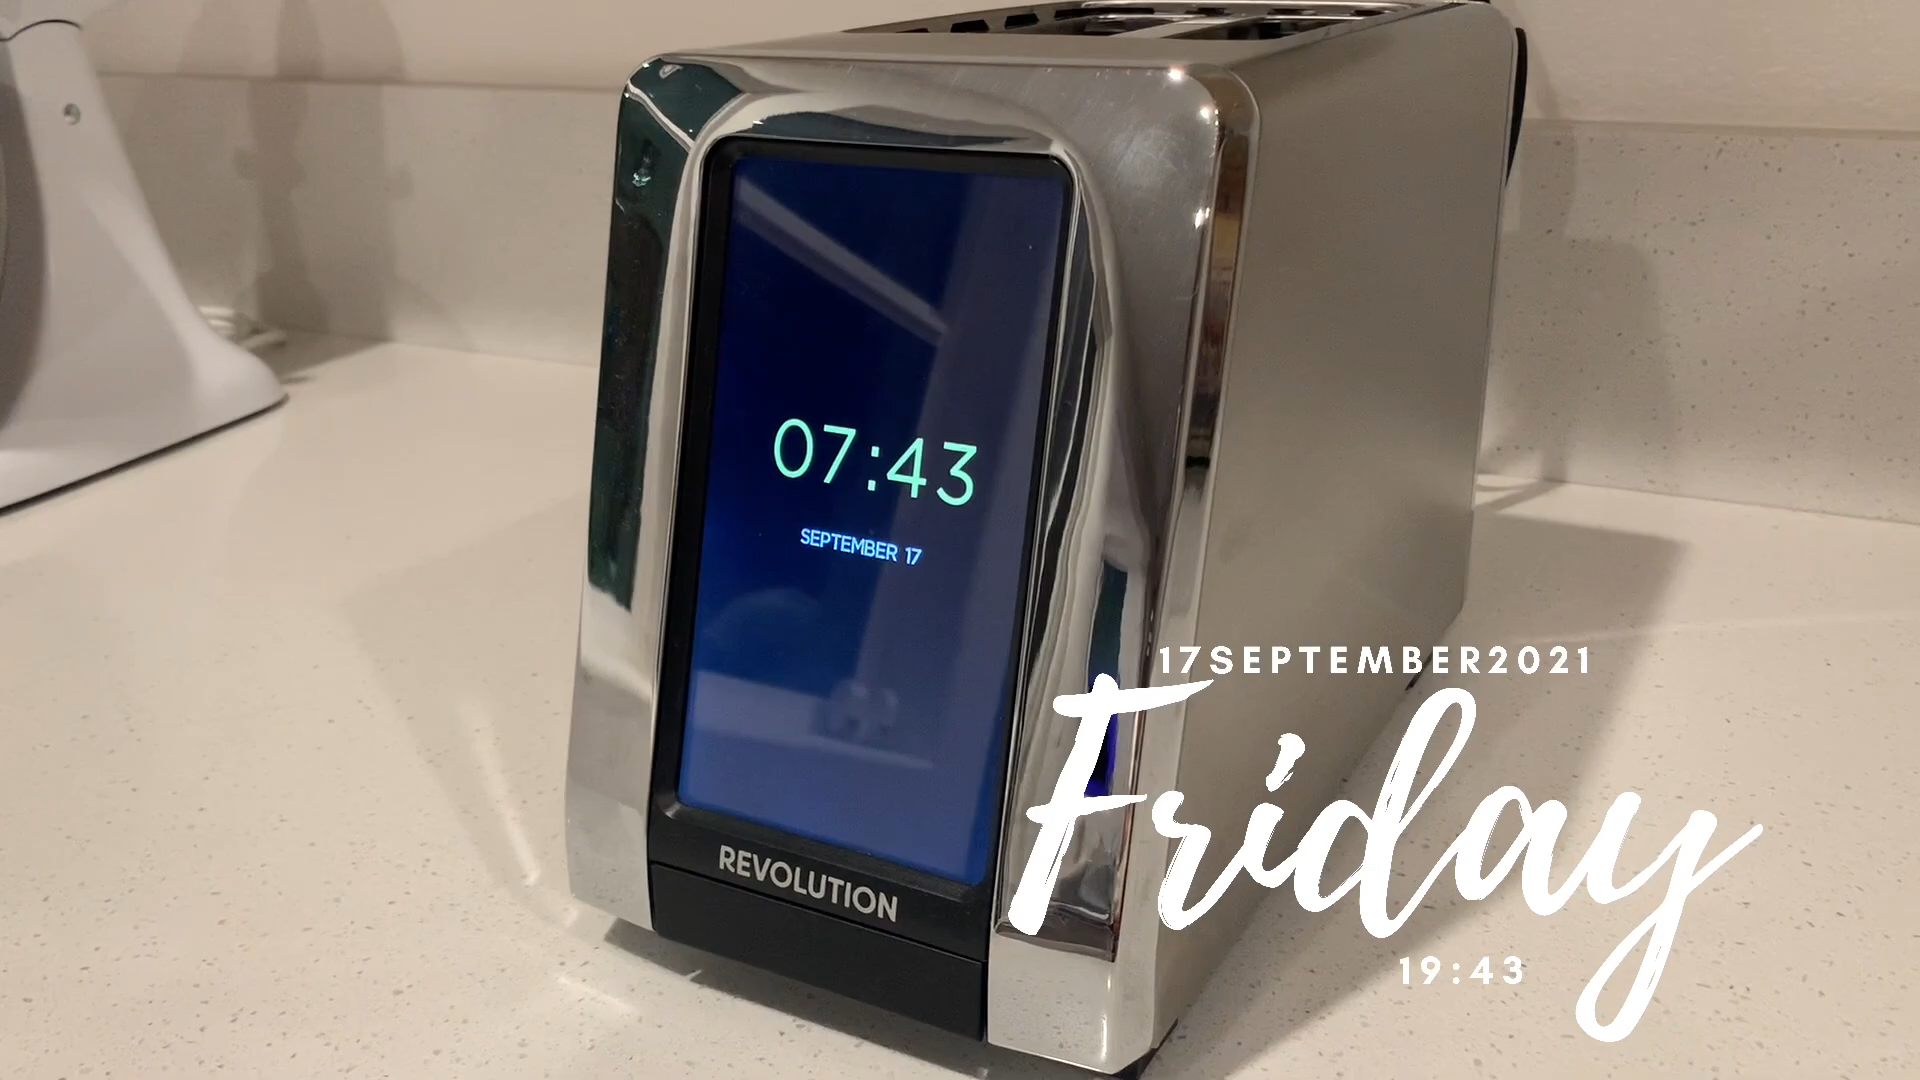 07:43
SEPTEMBER 17
REVOLUTION
17SEPTEMBER2021
Friday
19:43